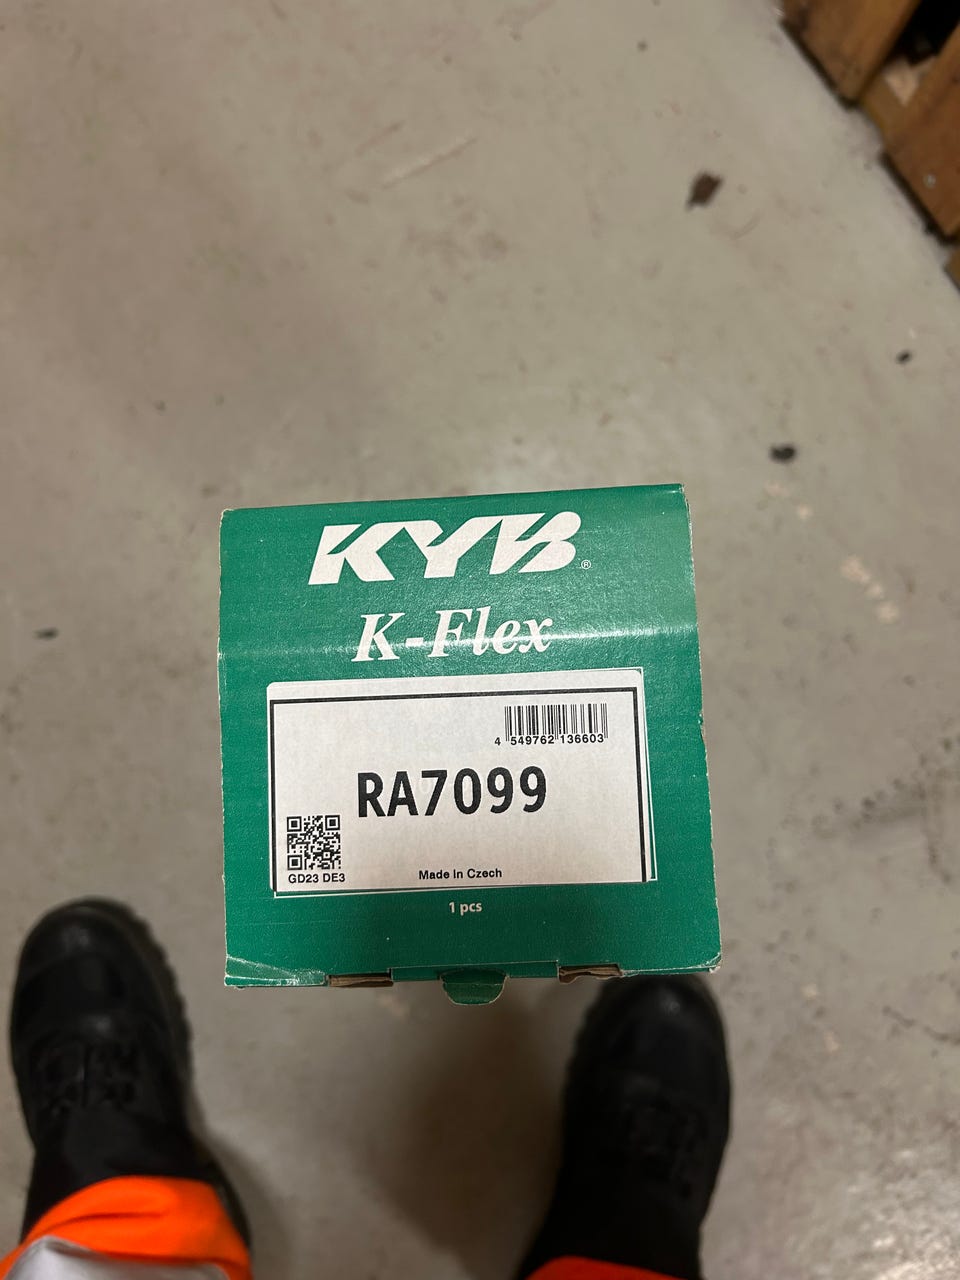 KYB®
K-Flex
4 549762 136603
RA7099
GD23 DE3
Made In Czech
1 pcs